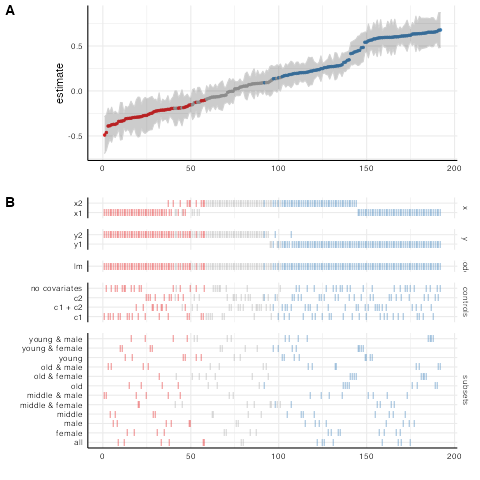 A
0.5
0.0
-0.5
estimate
0 50 100 150 200
B
x2
x1
x
y2
y1
y
lm
no covariates
c2
c1 + c2
c1
controls
young & male
young & female
young
old & male
old & female
old
middle & male
middle & female
middle
male
female
all
subsets
0 50 100 150 200